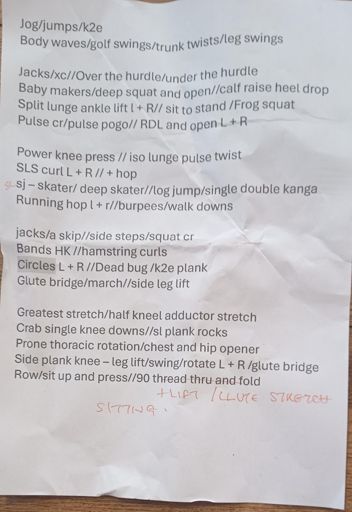 Jog/jumps/k2e
Body waves/golf swings/trunk twists/leg swings
Jacks/xc//Over the hurdle/under the hurdle
Baby makers/deep squat and open//calf raise heel drop
Split lunge ankle lift l + R// sit to stand /Frog squat
Pulse cr/pulse pogo// RDL and open L + R
Power knee press // iso lunge pulse twist
SLS curl L + R // + hop
sj – skater/ deep skater//log jump/single double kanga
Running hop l + r//burpees/walk downs
jacks/a skip//side steps/squat cr
Bands HK //hamstring curls
Circles L + R //Dead bug /k2e plank
Glute bridge/march//side leg lift
Greatest stretch/half kneel adductor stretch
Crab single knee downs//sl plank rocks
Prone thoracic rotation/chest and hip opener
Side plank knee – leg lift/swing/rotate L + R /glute bridge
Row/sit up and press//90 thread thru and fold
+ LIFT / GLUTE STRETCH
SITTING.